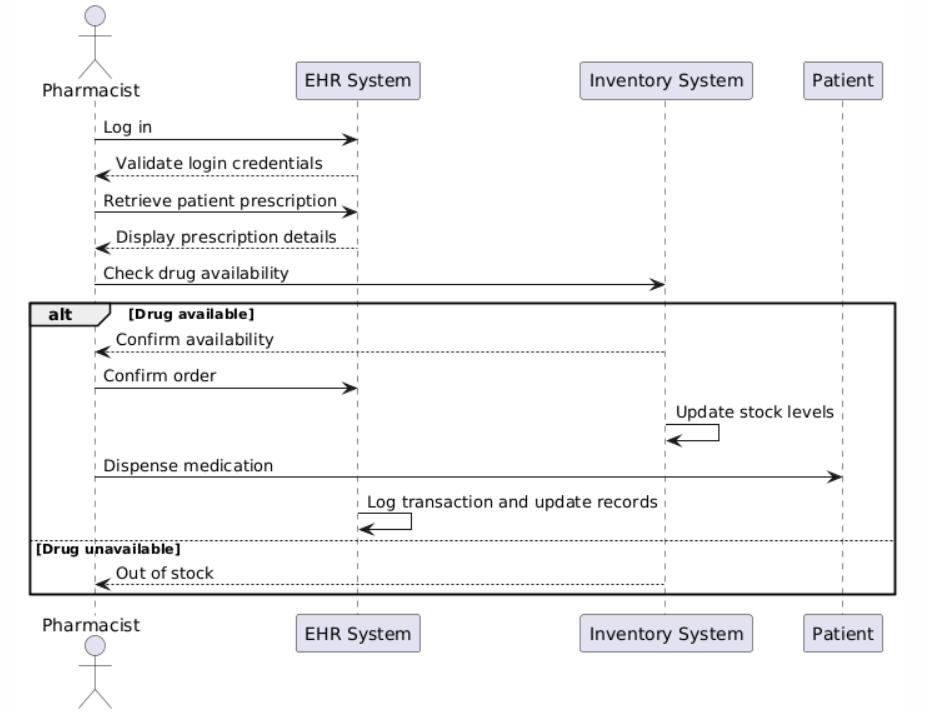 Pharmacist
EHR System
Inventory System
Patient
Log in
Validate login credentials
Retrieve patient prescription
Display prescription details
Check drug availability
alt [Drug available]
Confirm availability
Confirm order
Update stock levels
Dispense medication
Log transaction and update records
[Drug unavailable]
Out of stock
Pharmacist
EHR System
Inventory System
Patient